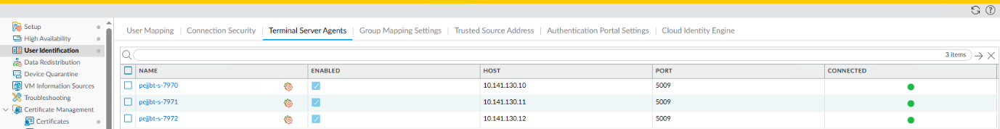 Setup
High Availability
User Identification
Data Redistribution
Device Quarantine
VM Information Sources
Troubleshooting
Certificate Management
Certificates
User Mapping | Connection Security | Terminal Server Agents | Group Mapping Settings | Trusted Source Address | Authentication Portal Settings | Cloud Identity Engine
3 items
NAME ENABLED HOST PORT CONNECTED
pejjbt-s-7970 10.141.130.10 5009
pejjbt-s-7971 10.141.130.11 5009
pejjbt-s-7972 10.141.130.12 5009